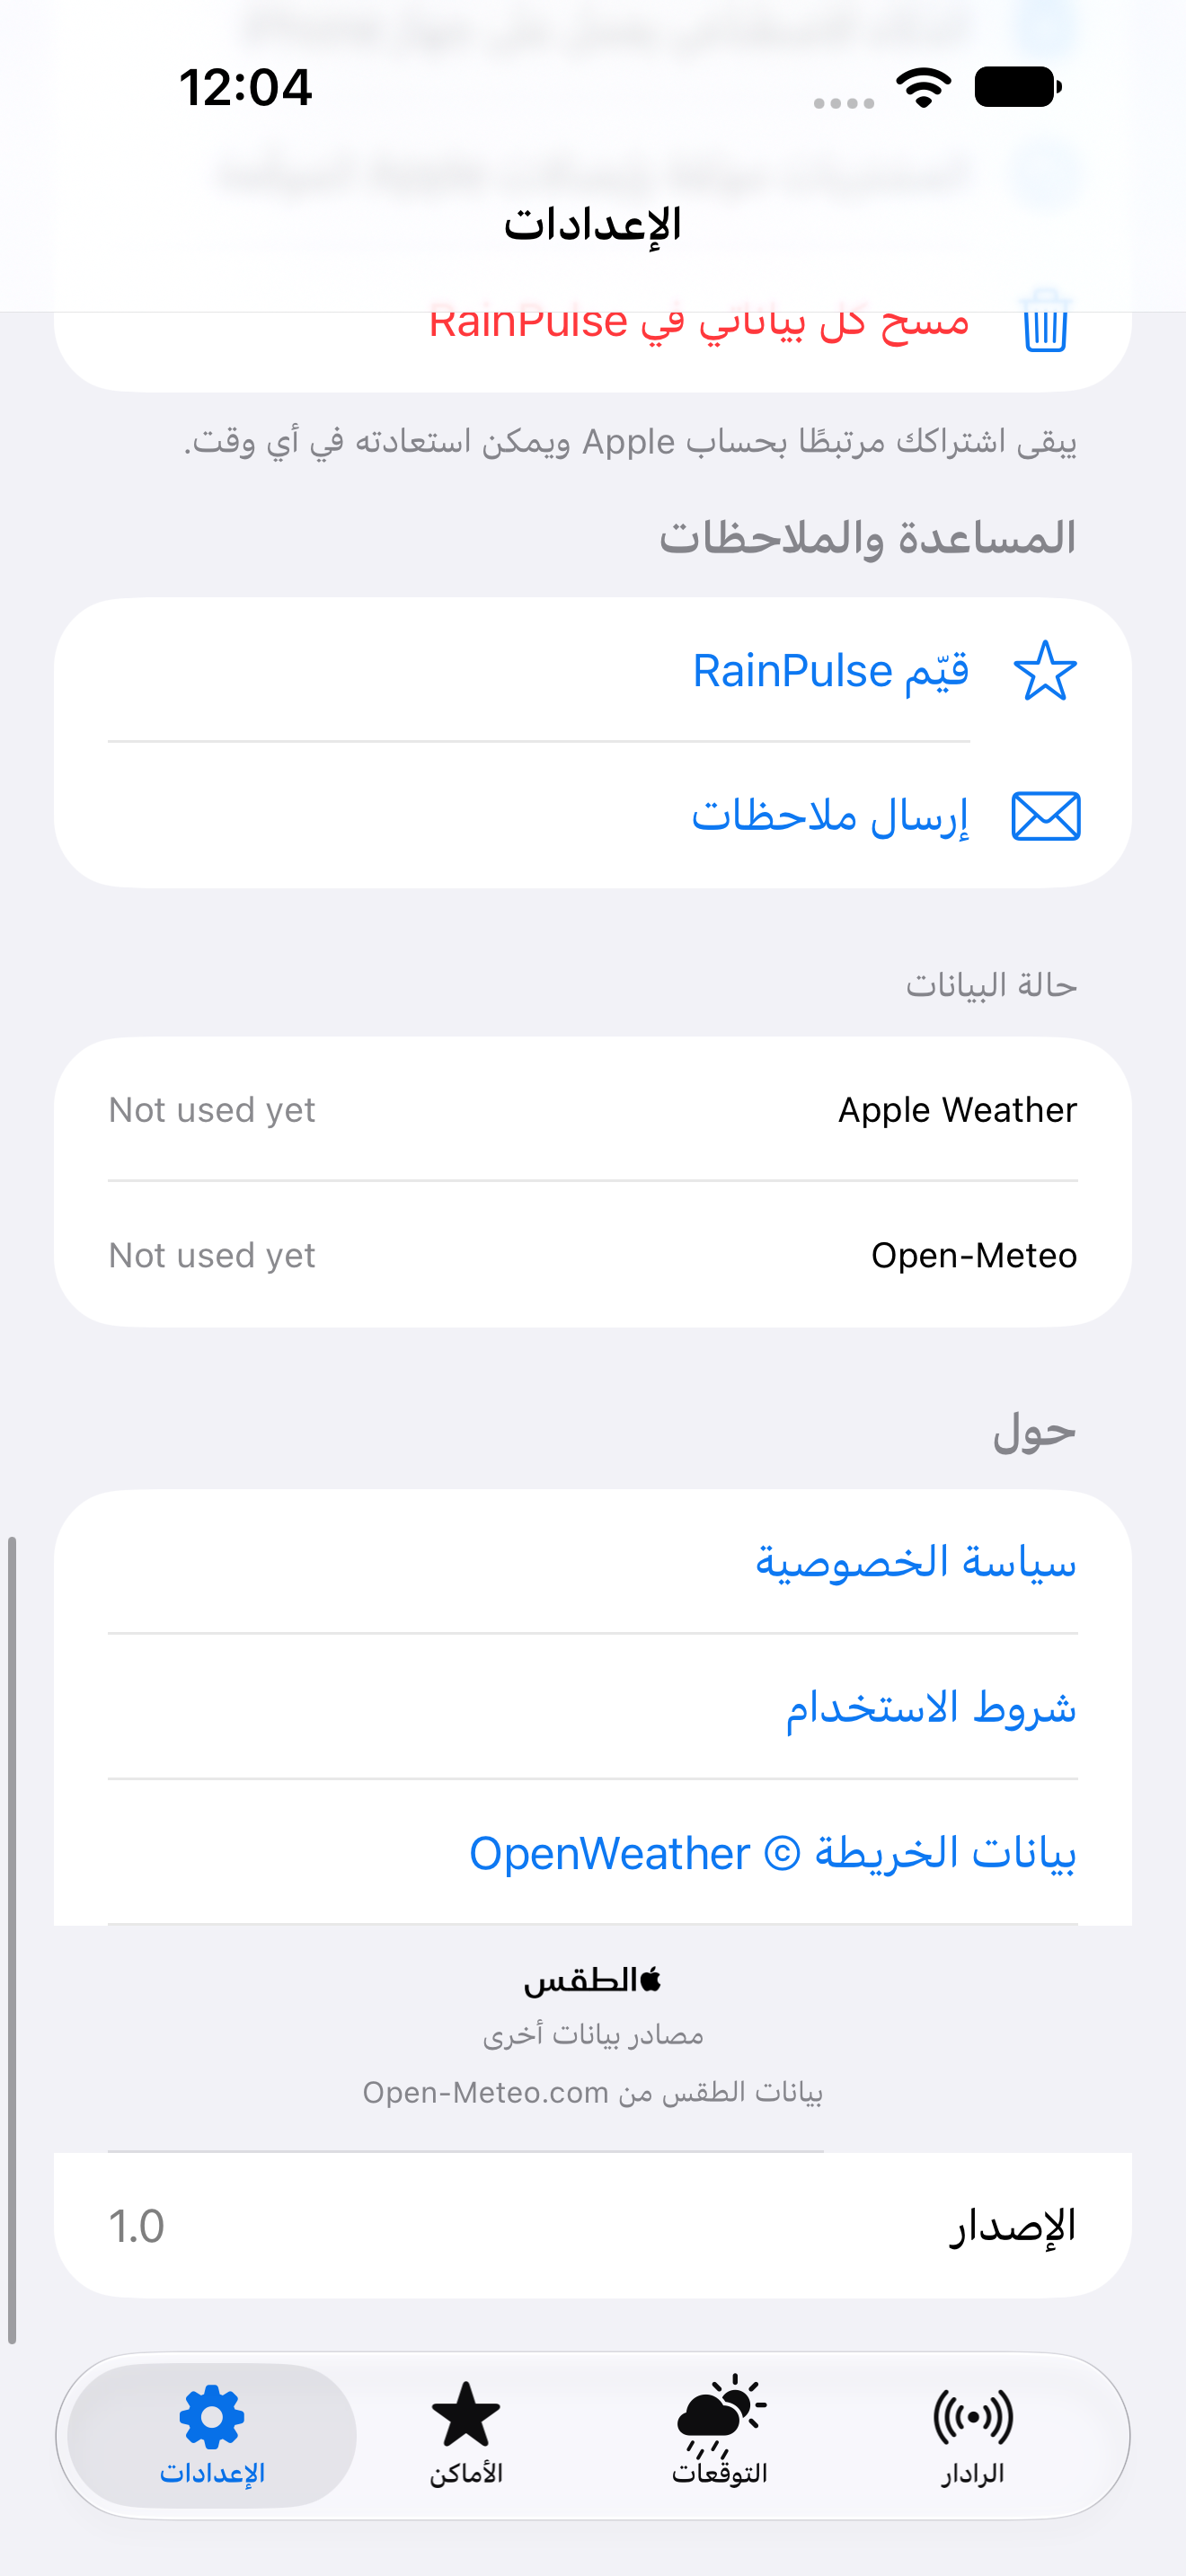 12:04
الإعدادات
مسح كل بياناتي في RainPulse
يبقى اشتراكك مرتبطًا بحساب Apple ويمكن استعادته في أي وقت.
المساعدة والملاحظات
قيّم RainPulse
إرسال ملاحظات
حالة البيانات
Apple Weather Not used yet
Open-Meteo Not used yet
حول
سياسة الخصوصية
شروط الاستخدام
بيانات الخريطة © OpenWeather
الطقس
مصادر بيانات أخرى
بيانات الطقس من Open-Meteo.com
الإصدار 1.0
الرادار التوقعات الأماكن الإعدادات